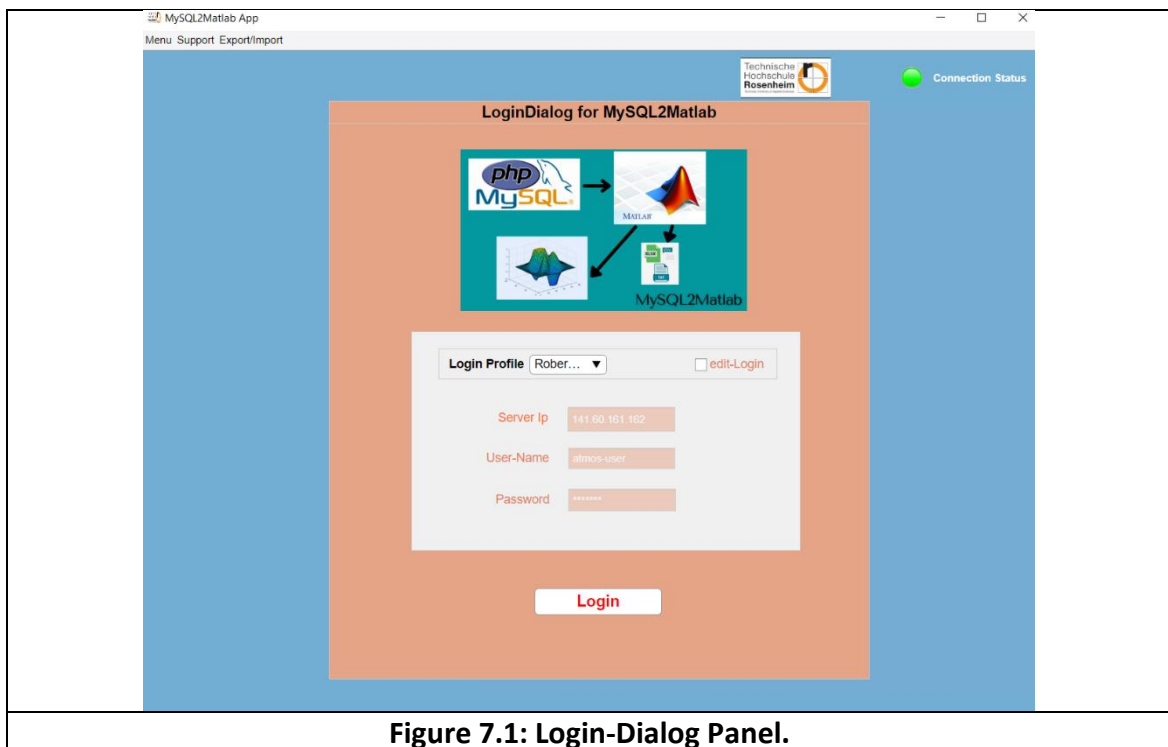 MySQL2Matlab App
Menu Support Export/Import
Technische
Hochschule
Rosenheim
Connection Status
LoginDialog for MySQL2Matlab
php
MySQL
MATLAB
MySQL2Matlab
Login Profile Rober... ▼ edit-Login
Server Ip 141.60.161.162
User-Name atmos-user
Password *******
Login
Figure 7.1: Login-Dialog Panel.